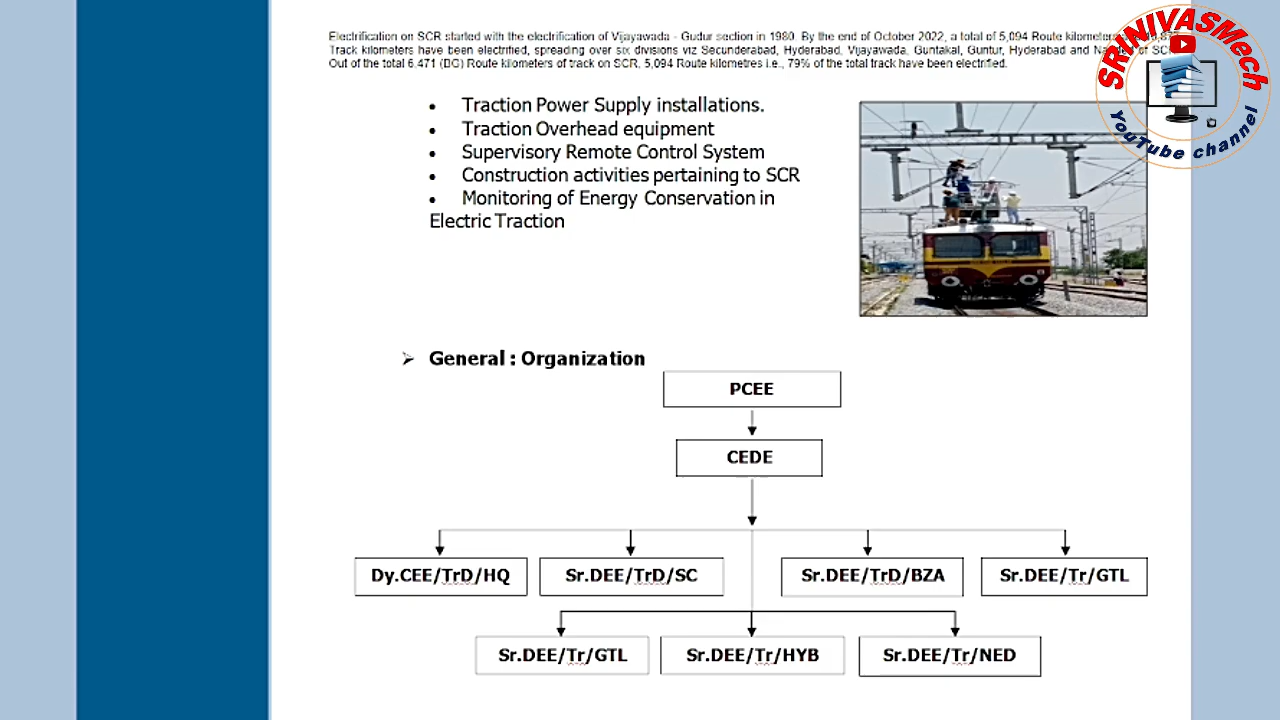 Electrification on SCR started with the electrification of Vijayawada - Gudur section in 1980. By the end of October 2022, a total of 5,094 Route kilometers
Track kilometers have been electrified, spreading over six divisions viz Secunderabad, Hyderabad, Vijayawada, Guntakal, Guntur, Hyderabad and of SCR
Out of the total 6,471 (BG) Route kilometers of track on SCR, 5,094 Route kilometres i.e., 79% of the total track have been electrified.
SRINIVASMech
YouTube channel
• Traction Power Supply installations.
• Traction Overhead equipment
• Supervisory Remote Control System
• Construction activities pertaining to SCR
• Monitoring of Energy Conservation in
Electric Traction
➢ General : Organization
PCEE
CEDE
Dy.CEE/TrD/HQ Sr.DEE/TrD/SC Sr.DEE/TrD/BZA Sr.DEE/Tr/GTL
Sr.DEE/Tr/GTL Sr.DEE/Tr/HYB Sr.DEE/Tr/NED